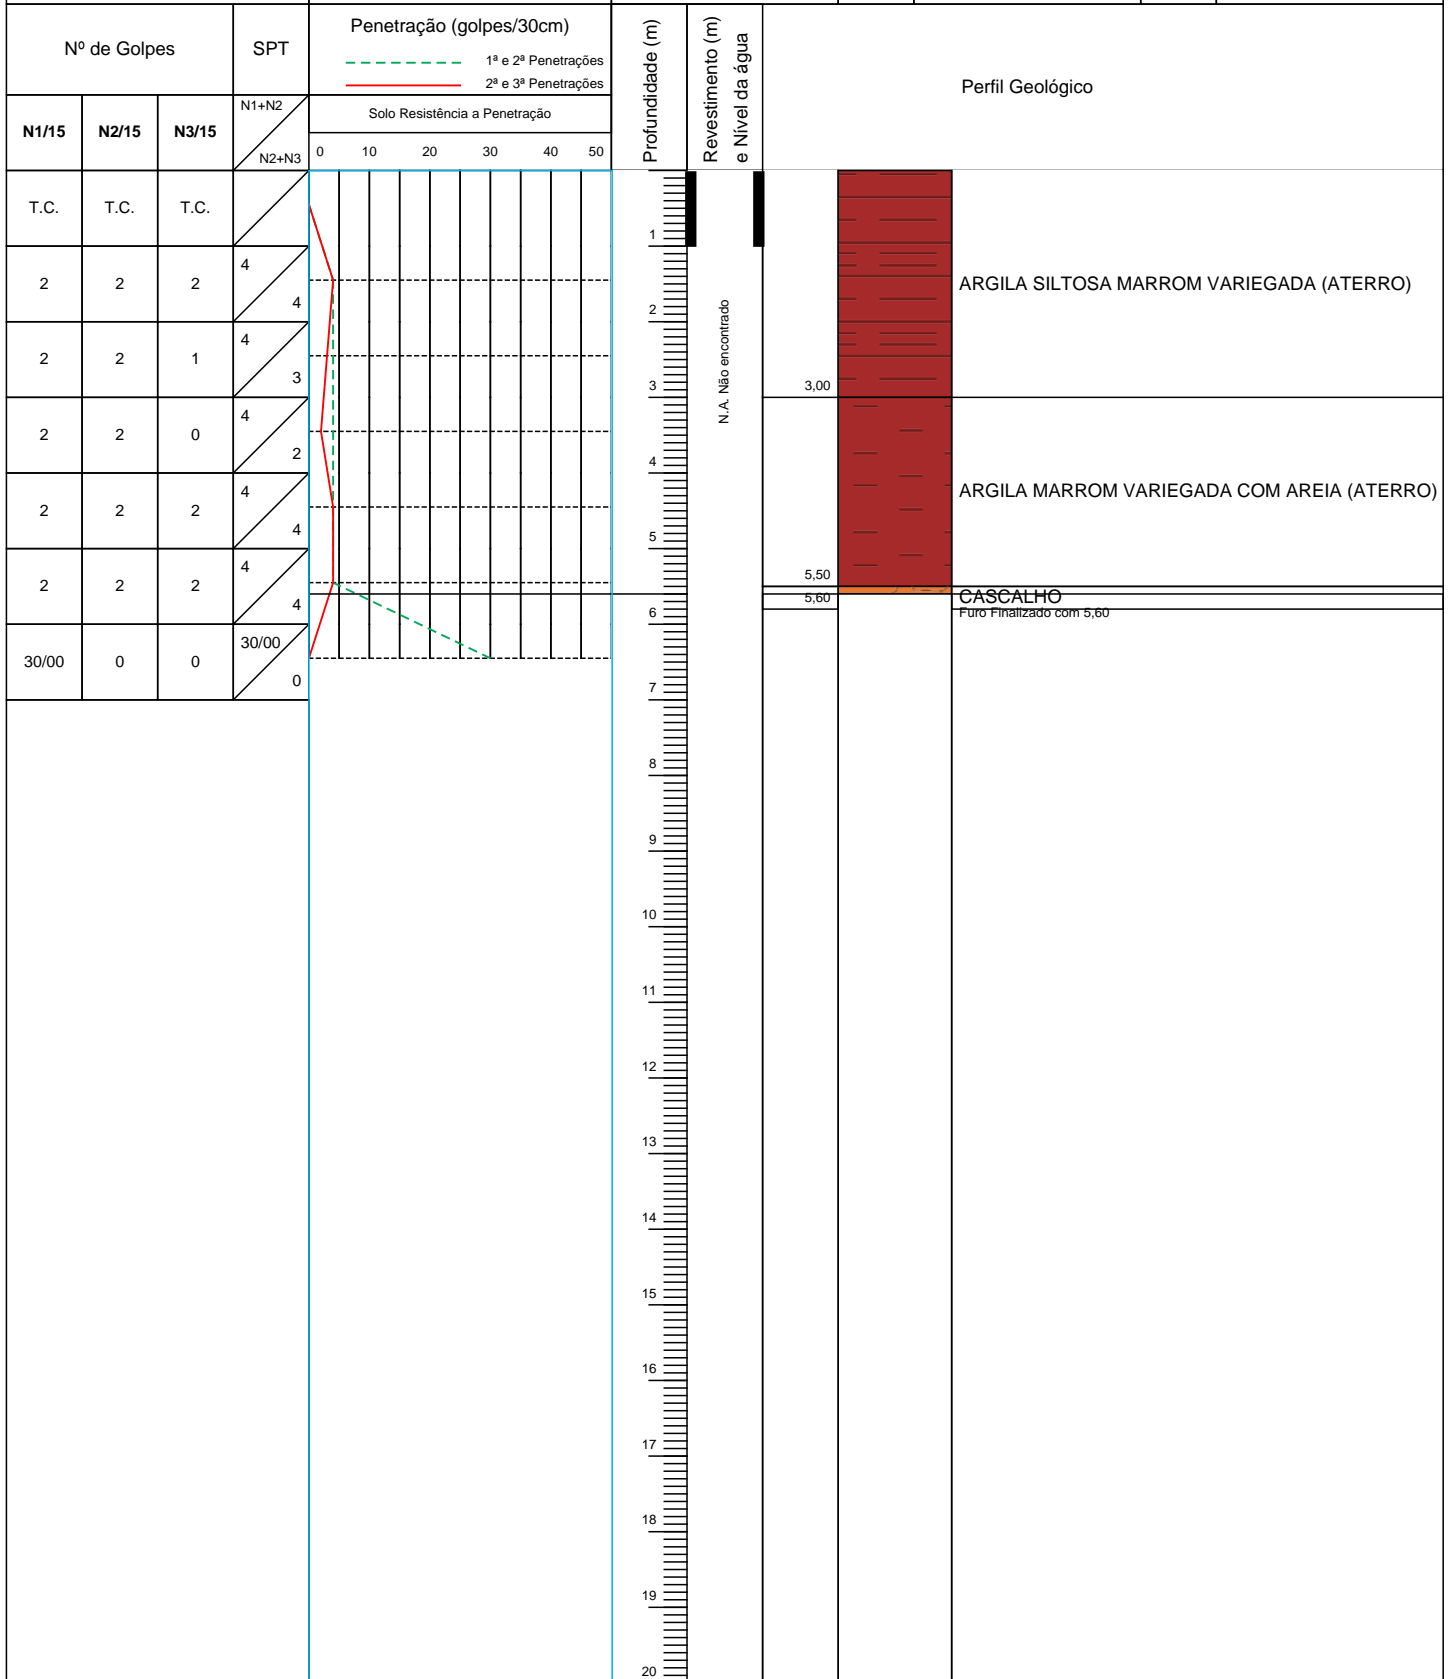 Nº de Golpes
SPT
Penetração (golpes/30cm)
1ª e 2ª Penetrações
2ª e 3ª Penetrações
Solo Resistência a Penetração
N1/15 N2/15 N3/15
N1+N2
N2+N3
0 10 20 30 40 50
Profundidade (m)
Revestimento (m)
e Nível da água
Perfil Geológico
T.C. T.C. T.C.
2 2 2 4 4
2 2 1 4 3
2 2 0 4 2
2 2 2 4 4
2 2 2 4 4
30/00 0 0 30/00 0
1
2
3
4
5
6
7
8
9
10
11
12
13
14
15
16
17
18
19
20
N.A. Não encontrado
ARGILA SILTOSA MARROM VARIEGADA (ATERRO)
3,00
ARGILA MARROM VARIEGADA COM AREIA (ATERRO)
5,50
5,60
CASCALHO
Furo Finalizado com 5,60